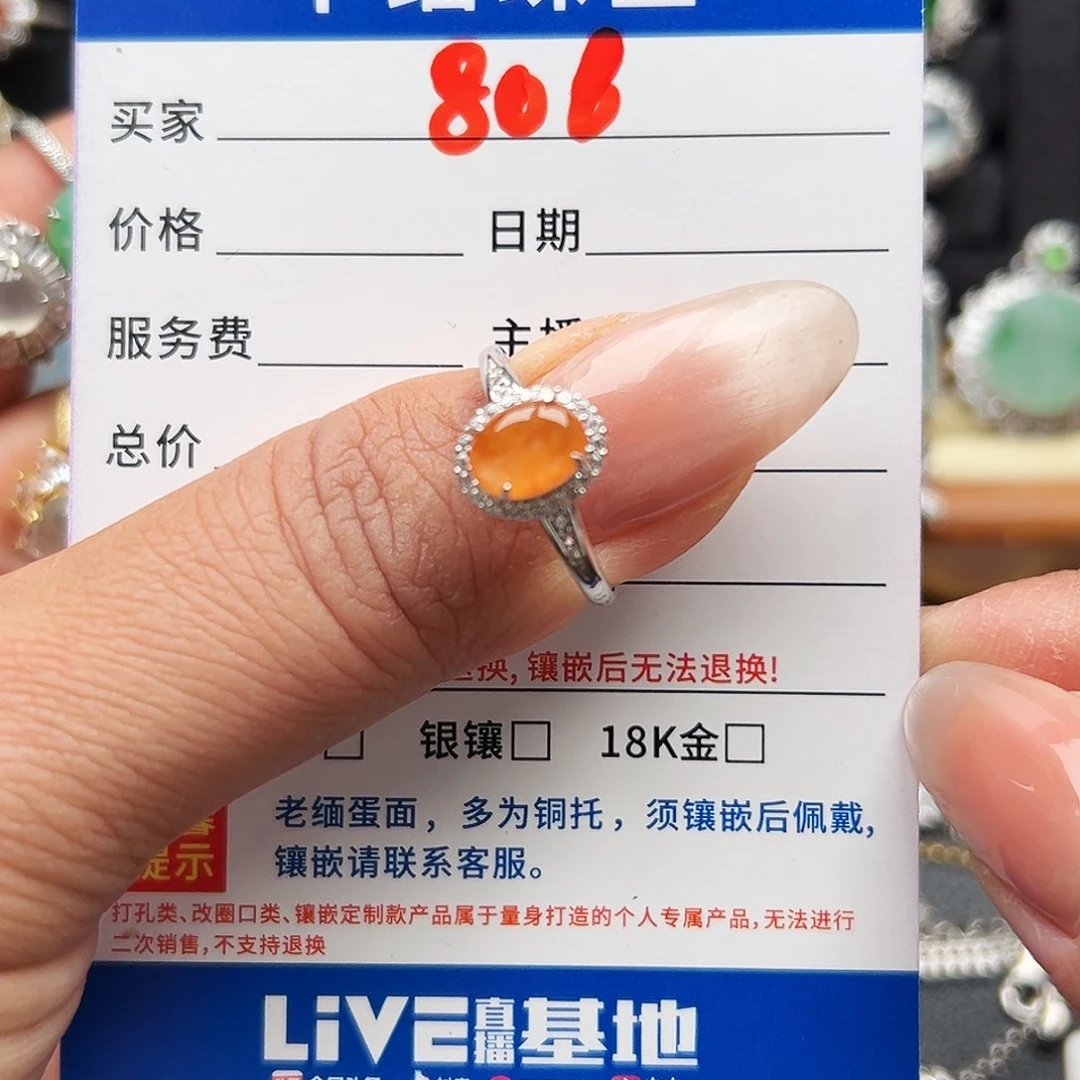 买家 806
价格 日期
服务费 主播
总价
退换, 镶嵌后无法退换!
□ 银镶□ 18K金□
提示
老缅蛋面，多为铜托，须镶嵌后佩戴,
镶嵌请联系客服。
打孔类、改圈口类、镶嵌定制款产品属于量身打造的个人专属产品, 无法进行
二次销售, 不支持退换
LiVE直播基地